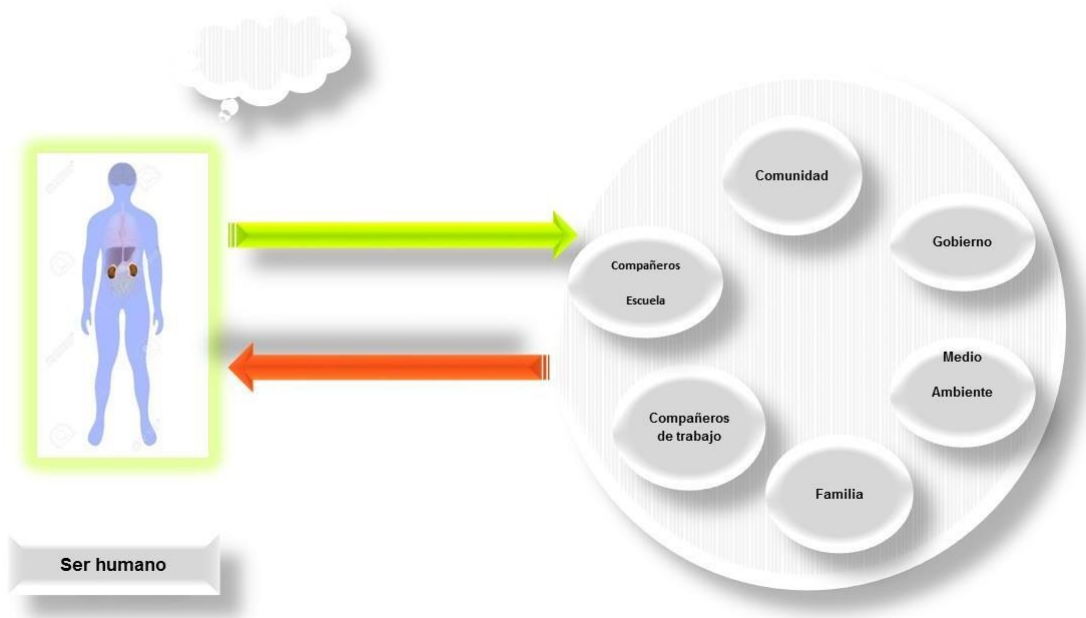 Comunidad
Gobierno
Compañeros
Escuela
Medio
Ambiente
Compañeros
de trabajo
Familia
Ser humano